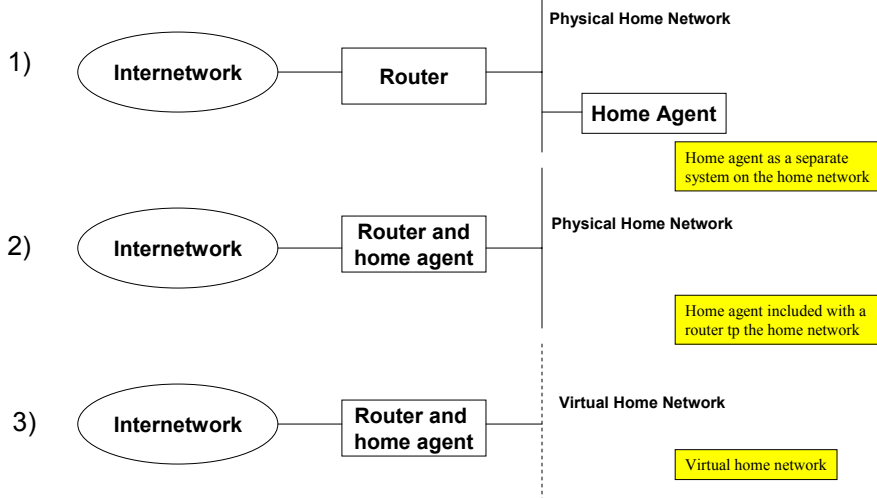 Physical Home Network
1)
Internetwork
Router
Home Agent
Home agent as a separate
system on the home network
2)
Internetwork
Router and
home agent
Physical Home Network
Home agent included with a
router tp the home network
3)
Internetwork
Router and
home agent
Virtual Home Network
Virtual home network